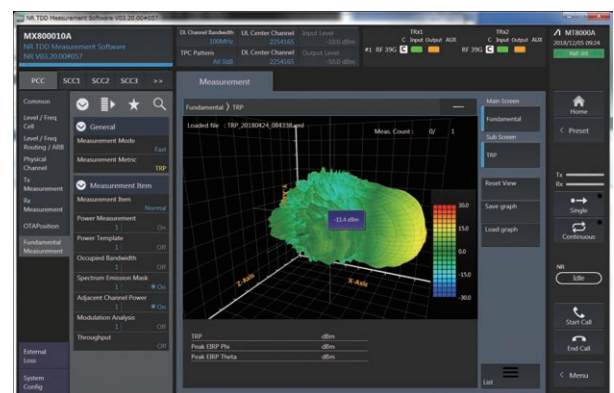 NR TDD Measurement Software V03.20.00#057
MX800010A
NR TDD Measurement Software
NR V03.20.00#057
DL Channel Bandwidth
100MHz
UL Center Channel
2254165
Input Level
-10.0 dBm
TPC Pattern
All 0dB
DL Center Channel
2254165
Output Level
-50.0 dBm
TRx1
C Input Output AUX
#1 RF 39G C
TRx2
C Input Output AUX
RF 39G C
MT8000A
2018/12/05 09:24
Ref. Int
PCC
SCC1
SCC2
SCC3
>>
Measurement
Common
Level / Freq
Cell
Level / Freq
Routing / ARB
Physical
Channel
Tx
Measurement
Rx
Measurement
OTAPosition
Fundamental
Measurement
External
Loss
System
Config
General
Measurement Mode
Fast
Measurement Metric
TRP
Measurement Item
Measurement Item
Normal
Power Measurement
1 On
Power Template
1 Off
Occupied Bandwidth
1 Off
Spectrum Emission Mask
1 On
Adjacent Channel Power
1 On
Modulation Analysis
1 Off
Throughput
Off
Fundamental > TRP
Loaded file : TRP_20180424_084338.xml
Meas. Count : 0/ 1
Y-Axis
-11.4 dBm
Z-Axis
X-Axis
30.0
15.0
0.0
-15.0
-30.0
TRP dBm
Peak EIRP Phi dBm
Peak EIRP Theta dBm
Main Screen
Fundamental
Sub Screen
TRP
Reset View
Save graph
Load graph
List
Home
< Preset
Tx
Rx
Single
Continuous
NR
Idle
Start Call
End Call
< Menu